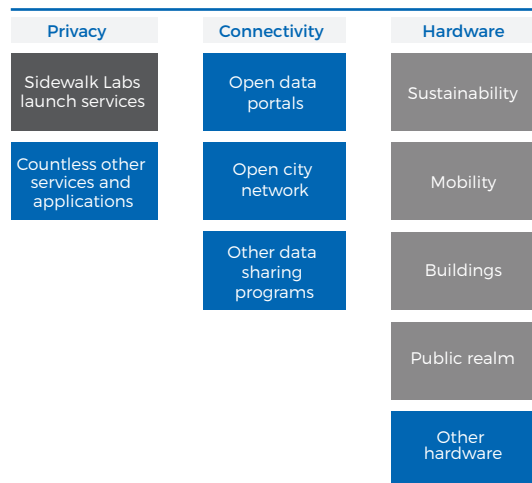 Privacy
Sidewalk Labs
launch services
Countless other
services and
applications
Connectivity
Open data
portals
Open city
network
Other data
sharing
programs
Hardware
Sustainability
Mobility
Buildings
Public realm
Other
hardware